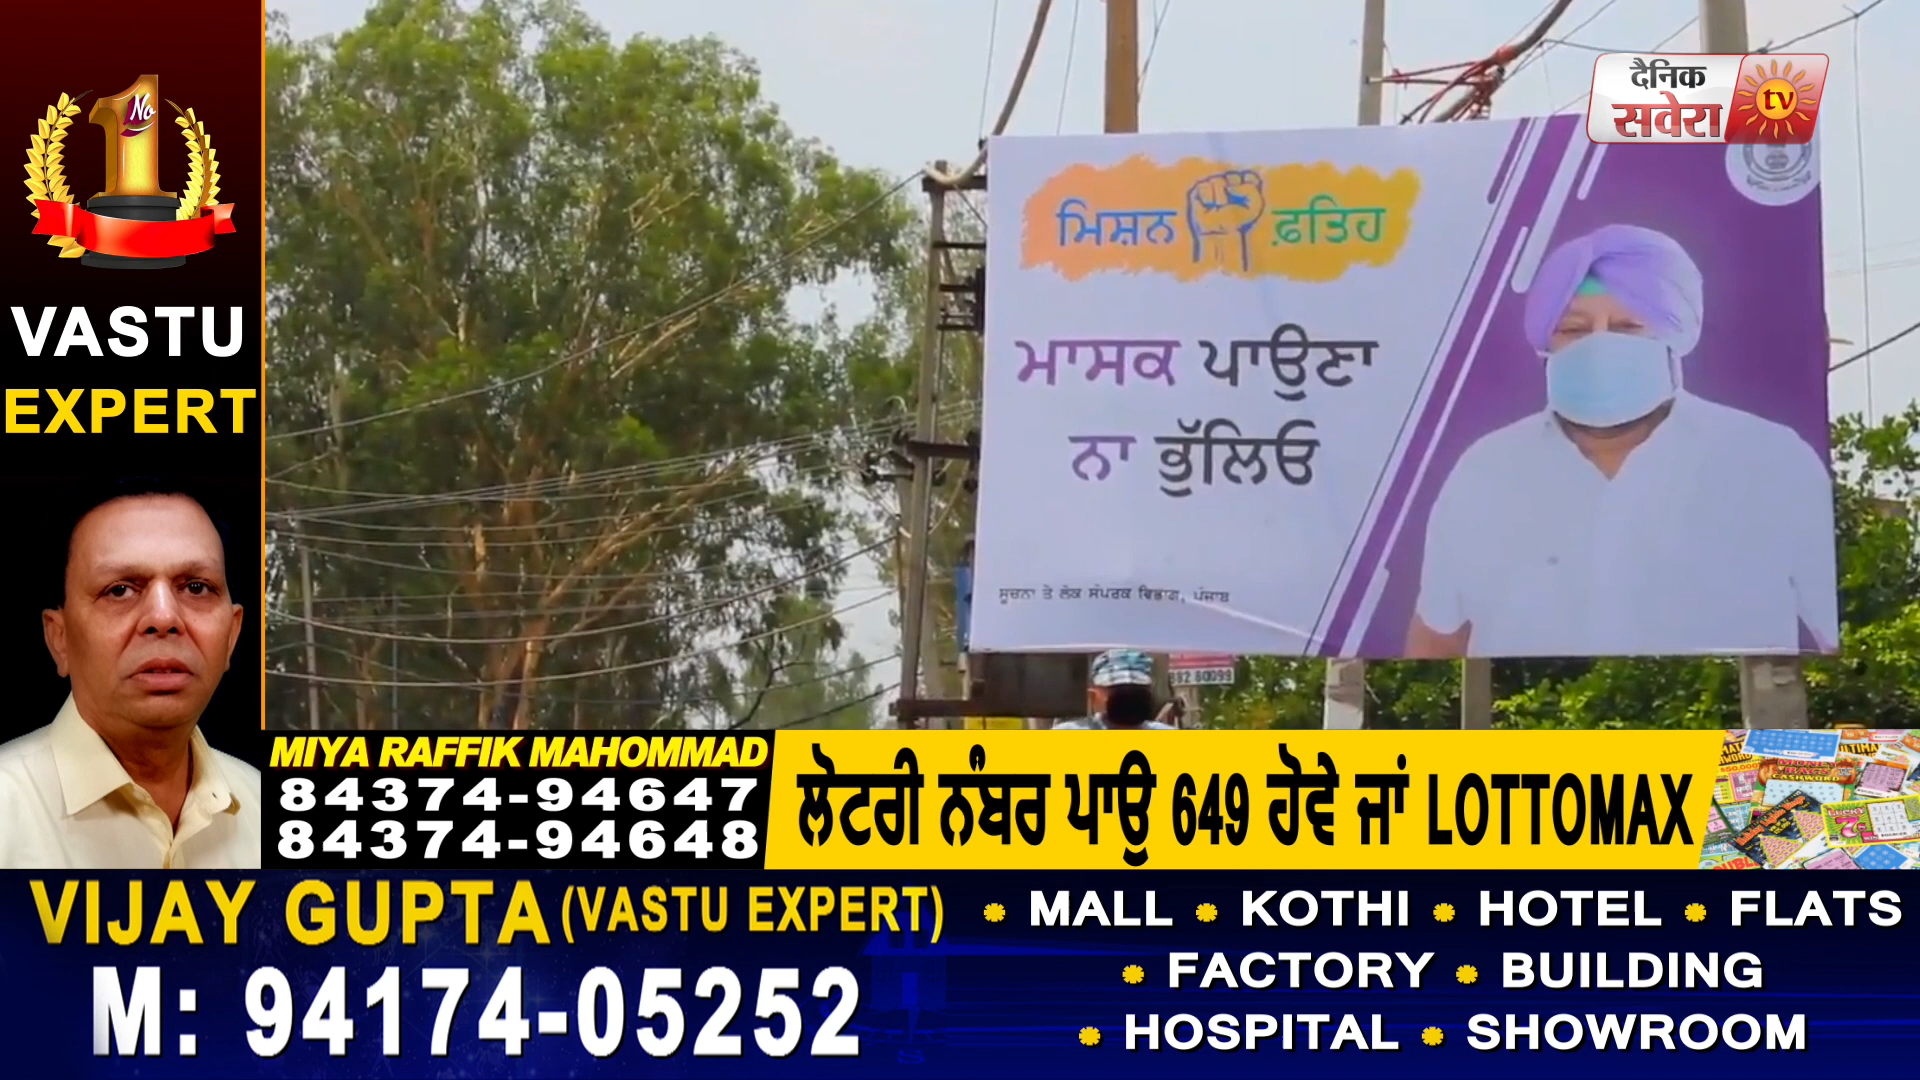 No
1
VASTU
EXPERT
दैनिक
सवेरा
tv
ਮਿਸ਼ਨ ਫ਼ਤਿਹ
ਮਾਸਕ ਪਾਉਣਾ
ਨਾ ਭੁੱਲਿਓ
ਸੂਚਨਾ ਤੇ ਲੋਕ ਸੰਪਰਕ ਵਿਭਾਗ, ਪੰਜਾਬ
MIYA RAFFIK MAHOMMAD
84374-94647
84374-94648
ਲੋਟਰੀ ਨੰਬਰ ਪਾਉ 649 ਹੋਵੇ ਜਾਂ LOTTOMAX
VIJAY GUPTA (VASTU EXPERT)
M: 94174-05252
MALL • KOTHI • HOTEL • FLATS
• FACTORY • BUILDING
• HOSPITAL • SHOWROOM